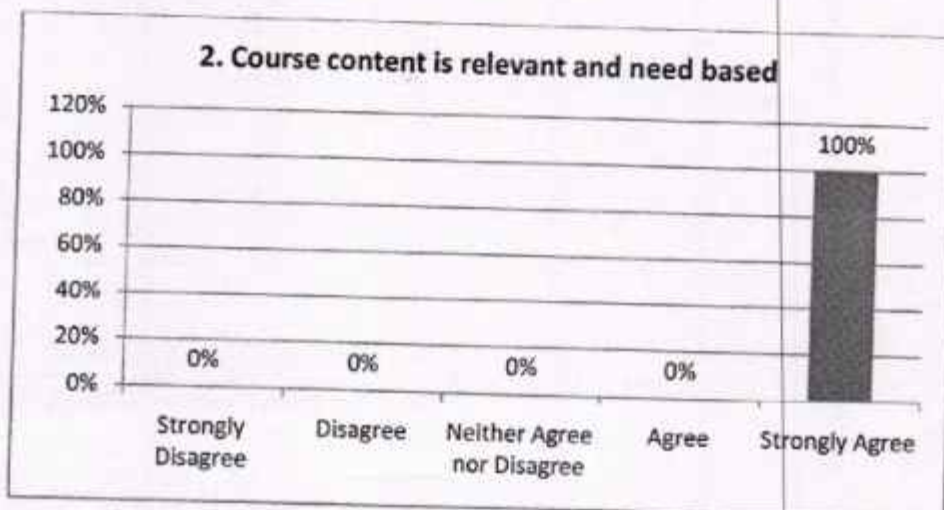 2. Course content is relevant and need based
120%
100%
80%
60%
40%
20%
0%
0%
0%
0%
0%
100%
Strongly
Disagree
Disagree
Neither Agree
nor Disagree
Agree
Strongly Agree